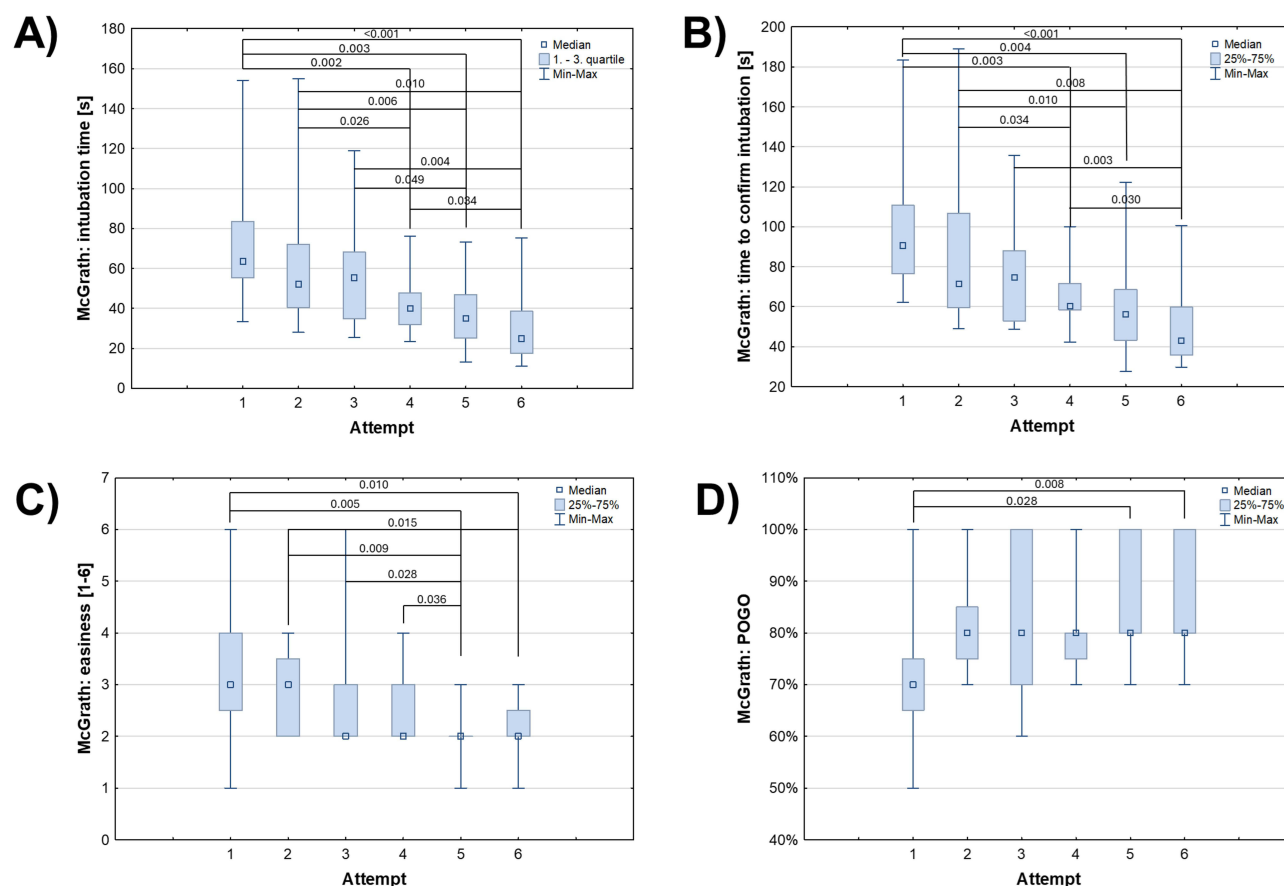 A)
McGrath: intubation time [s]
180
160
140
120
100
80
60
40
20
0
<0.001
0.003
0.002
0.010
0.006
0.026
0.004
0.049
0.034
Median
1. - 3. quartile
Min-Max
1 2 3 4 5 6
Attempt
B)
McGrath: time to confirm intubation [s]
200
180
160
140
120
100
80
60
40
20
<0.001
0.004
0.003
0.008
0.010
0.034
0.003
0.030
Median
25%-75%
Min-Max
1 2 3 4 5 6
Attempt
C)
McGrath: easiness [1-6]
7
6
5
4
3
2
1
0
0.010
0.005
0.015
0.009
0.028
0.036
Median
25%-75%
Min-Max
1 2 3 4 5 6
Attempt
D)
McGrath: POGO
110%
100%
90%
80%
70%
60%
50%
40%
0.008
0.028
Median
25%-75%
Min-Max
1 2 3 4 5 6
Attempt